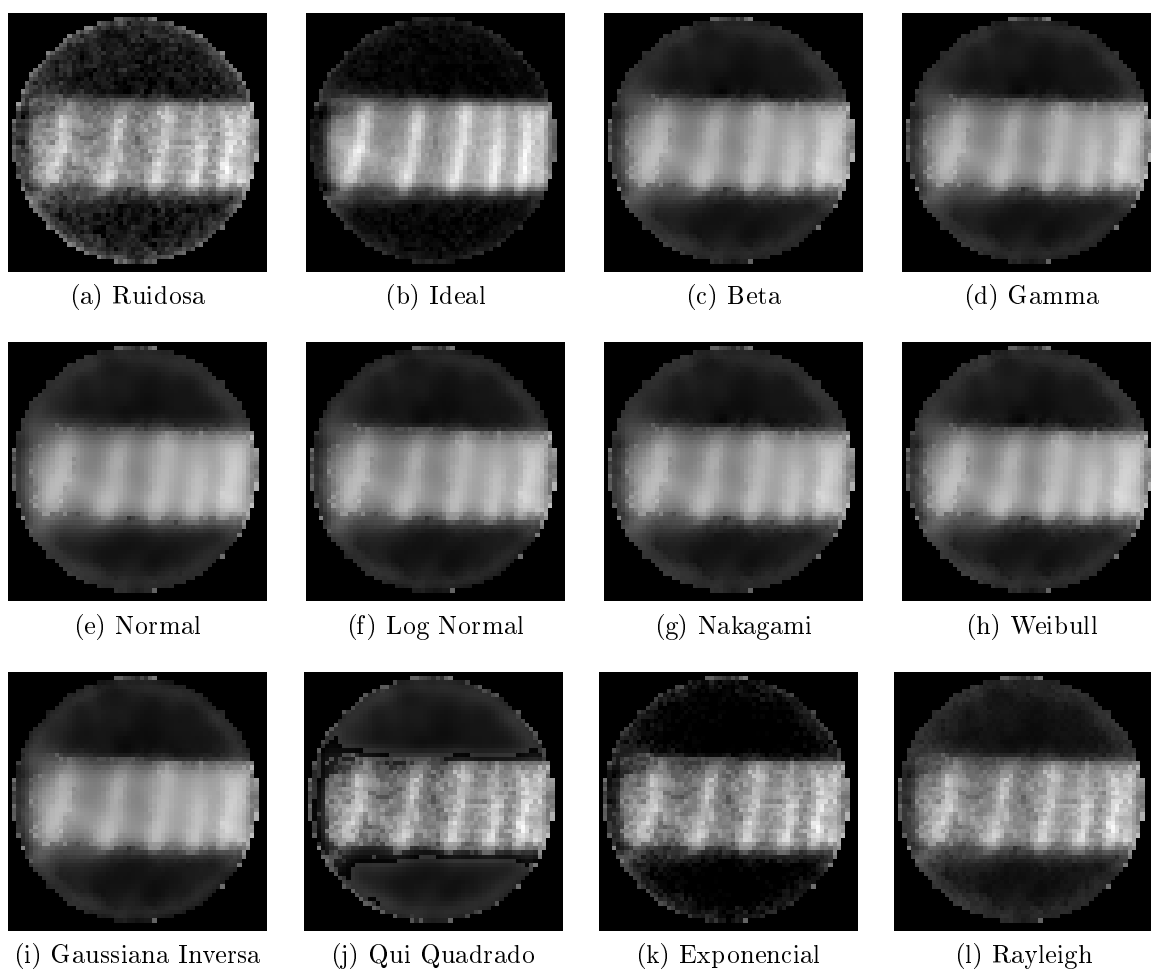 (a) Ruidosa
(b) Ideal
(c) Beta
(d) Gamma
(e) Normal
(f) Log Normal
(g) Nakagami
(h) Weibull
(i) Gaussiana Inversa
(j) Qui Quadrado
(k) Exponencial
(l) Rayleigh